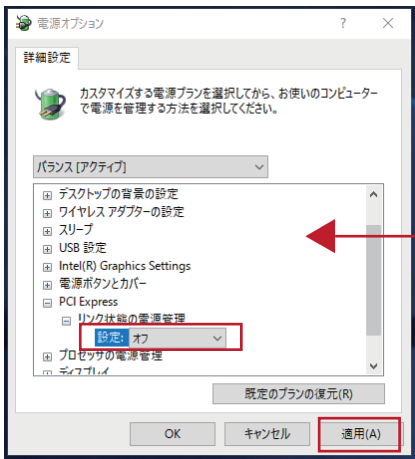 電源オプション
?
×
詳細設定
カスタマイズする電源プランを選択してから、お使いのコンピューター
で電源を管理する方法を選択してください。
バランス [アクティブ]
デスクトップの背景の設定
ワイヤレス アダプターの設定
スリープ
USB 設定
Intel(R) Graphics Settings
電源ボタンとカバー
PCI Express
リンク状態の電源管理
設定: オフ
プロセッサの電源管理
ディスプレイ
既定のプランの復元(R)
OK
キャンセル
適用(A)